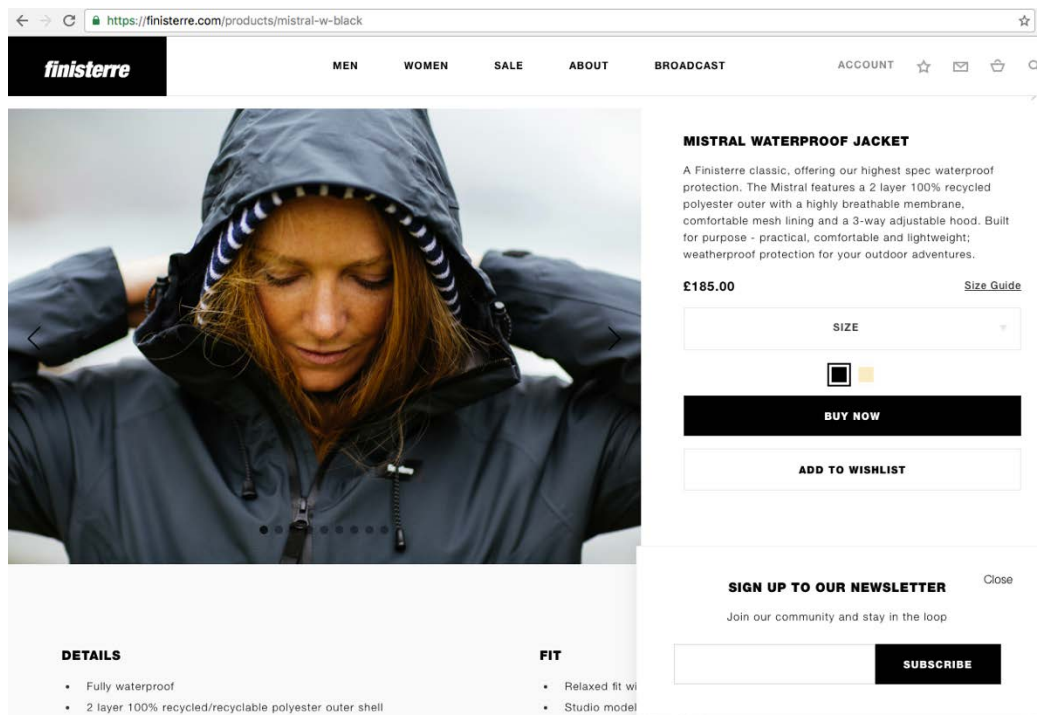 https://finisterre.com/products/mistral-w-black
finisterre
MEN WOMEN SALE ABOUT BROADCAST ACCOUNT
MISTRAL WATERPROOF JACKET
A Finisterre classic, offering our highest spec waterproof
protection. The Mistral features a 2 layer 100% recycled
polyester outer with a highly breathable membrane,
comfortable mesh lining and a 3-way adjustable hood. Built
for purpose - practical, comfortable and lightweight;
weatherproof protection for your outdoor adventures.
£185.00 Size Guide
SIZE
BUY NOW
ADD TO WISHLIST
SIGN UP TO OUR NEWSLETTER Close
Join our community and stay in the loop
SUBSCRIBE
DETAILS
• Fully waterproof
• 2 layer 100% recycled/recyclable polyester outer shell
FIT
• Relaxed fit wi
• Studio model